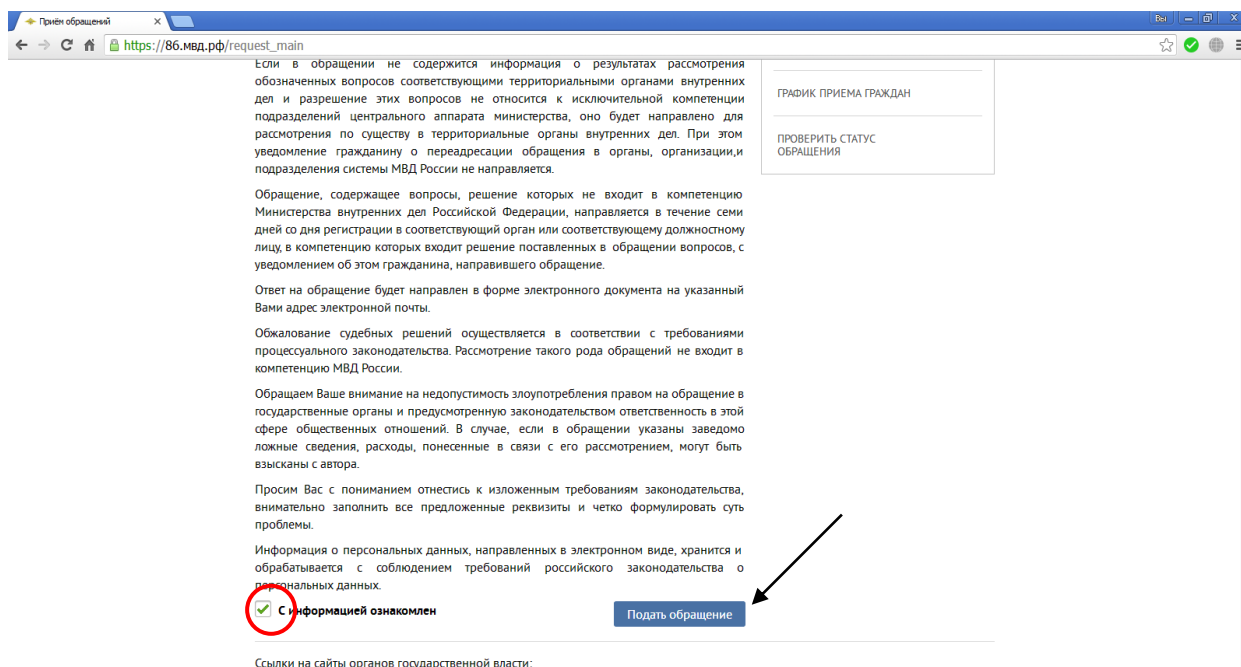 Приём обращений
Вы
https://86.мвд.рф/request_main
Если в обращении не содержится информация о результатах рассмотрения
обозначенных вопросов соответствующими территориальными органами внутренних
дел и разрешение этих вопросов не относится к исключительной компетенции
подразделений центрального аппарата министерства, оно будет направлено для
рассмотрения по существу в территориальные органы внутренних дел. При этом
уведомление гражданину о переадресации обращения в органы, организации,и
подразделения системы МВД России не направляется.
Обращение, содержащее вопросы, решение которых не входит в компетенцию
Министерства внутренних дел Российской Федерации, направляется в течение семи
дней со дня регистрации в соответствующий орган или соответствующему должностному
лицу, в компетенцию которых входит решение поставленных в обращении вопросов, с
уведомлением об этом гражданина, направившего обращение.
Ответ на обращение будет направлен в форме электронного документа на указанный
Вами адрес электронной почты.
Обжалование судебных решений осуществляется в соответствии с требованиями
процессуального законодательства. Рассмотрение такого рода обращений не входит в
компетенцию МВД России.
Обращаем Ваше внимание на недопустимость злоупотребления правом на обращение в
государственные органы и предусмотренную законодательством ответственность в этой
сфере общественных отношений. В случае, если в обращении указаны заведомо
ложные сведения, расходы, понесенные в связи с его рассмотрением, могут быть
взысканы с автора.
Просим Вас с пониманием отнестись к изложенным требованиям законодательства,
внимательно заполнить все предложенные реквизиты и четко формулировать суть
проблемы.
Информация о персональных данных, направленных в электронном виде, хранится и
обрабатывается с соблюдением требований российского законодательства о
персональных данных.
С информацией ознакомлен
Подать обращение
Ссылки на сайты органов государственной власти:
ГРАФИК ПРИЕМА ГРАЖДАН
ПРОВЕРИТЬ СТАТУС
ОБРАЩЕНИЯ